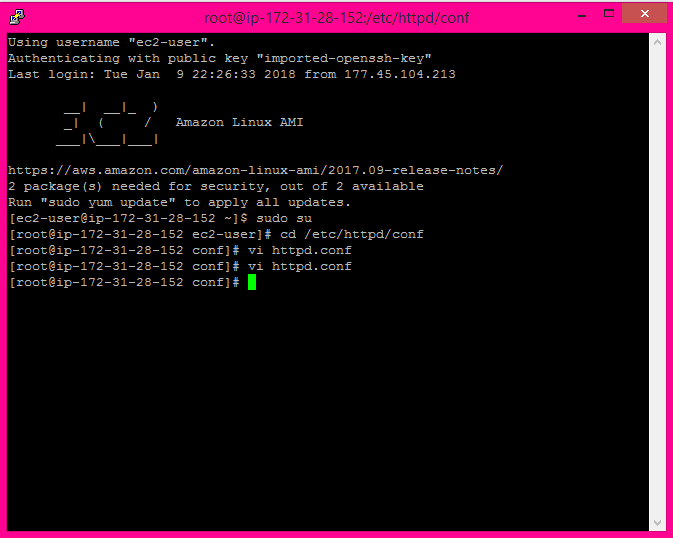 root@ip-172-31-28-152:/etc/httpd/conf
Using username "ec2-user".
Authenticating with public key "imported-openssh-key"
Last login: Tue Jan  9 22:26:33 2018 from 177.45.104.213
       __|  __|_  )
       _|  (     /   Amazon Linux AMI
      ___|\___|___|
https://aws.amazon.com/amazon-linux-ami/2017.09-release-notes/
2 package(s) needed for security, out of 2 available
Run "sudo yum update" to apply all updates.
[ec2-user@ip-172-31-28-152 ~]$ sudo su
[root@ip-172-31-28-152 ec2-user]# cd /etc/httpd/conf
[root@ip-172-31-28-152 conf]# vi httpd.conf
[root@ip-172-31-28-152 conf]# vi httpd.conf
[root@ip-172-31-28-152 conf]#